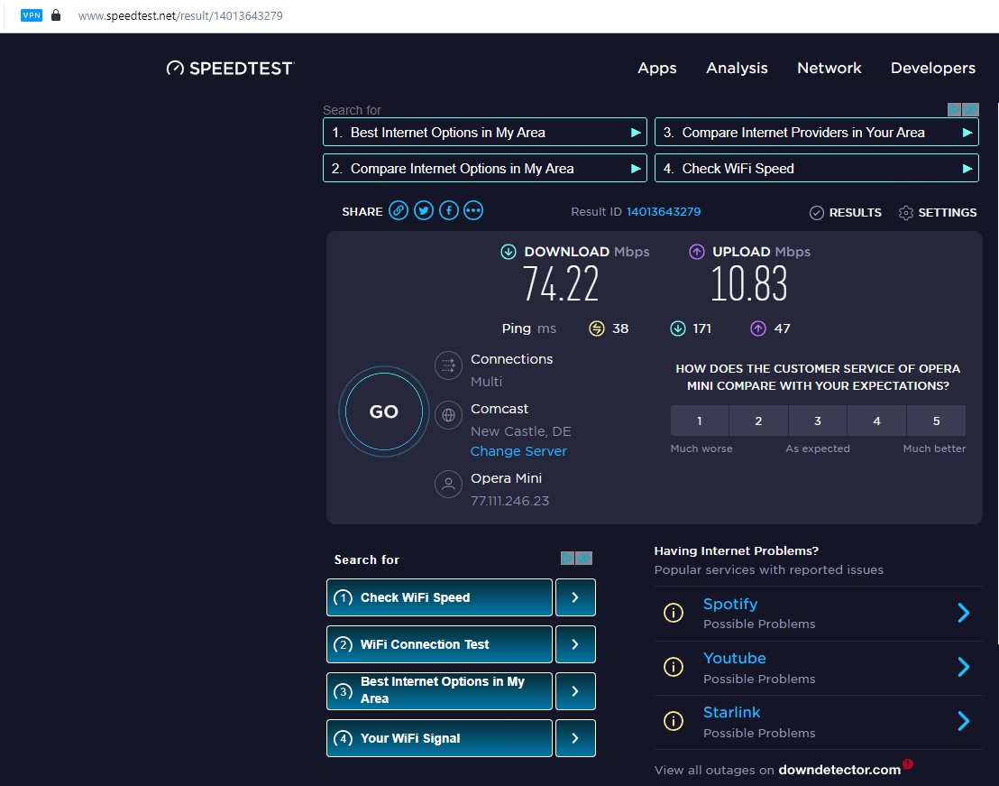 VPN www.speedtest.net/result/14013643279
SPEEDTEST Apps Analysis Network Developers
Search for
1. Best Internet Options in My Area
3. Compare Internet Providers in Your Area
2. Compare Internet Options in My Area
4. Check WiFi Speed
SHARE Result ID 14013643279 RESULTS SETTINGS
DOWNLOAD Mbps UPLOAD Mbps
74.22 10.83
Ping ms 38 171 47
GO
Connections
Multi
Comcast
New Castle, DE
Change Server
Opera Mini
77.111.246.23
HOW DOES THE CUSTOMER SERVICE OF OPERA
MINI COMPARE WITH YOUR EXPECTATIONS?
1 2 3 4 5
Much worse As expected Much better
Search for
1 Check WiFi Speed
2 WiFi Connection Test
3 Best Internet Options in My
Area
4 Your WiFi Signal
Having Internet Problems?
Popular services with reported issues
Spotify
Possible Problems
Youtube
Possible Problems
Starlink
Possible Problems
View all outages on downdetector.com